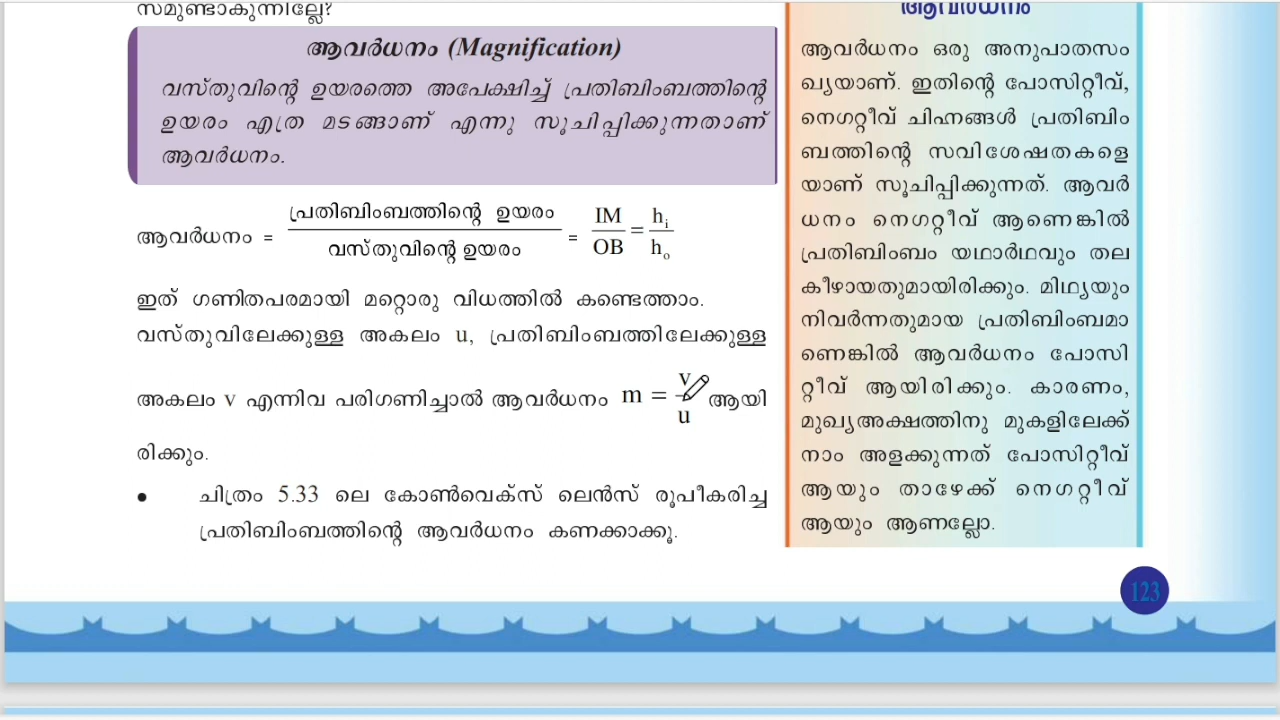 സമുണ്ടാകുന്നില്ലേ?
ആവർധനം (Magnification)
വസ്തുവിന്റെ ഉയരത്തെ അപേക്ഷിച്ച് പ്രതിബിംബത്തിന്റെ
ഉയരം എത്ര മടങ്ങാണ് എന്നു സൂചിപ്പിക്കുന്നതാണ്
ആവർധനം.
ആവർധനം = പ്രതിബിംബത്തിന്റെ ഉയരം / വസ്തുവിന്റെ ഉയരം = IM / OB = hᵢ / hₒ
ഇത് ഗണിതപരമായി മറ്റൊരു വിധത്തിൽ കണ്ടെത്താം.
വസ്തുവിലേക്കുള്ള അകലം u, പ്രതിബിംബത്തിലേക്കുള്ള
അകലം v എന്നിവ പരിഗണിച്ചാൽ ആവർധനം m = v / u ആയി
രിക്കും.
● ചിത്രം 5.33 ലെ കോൺവെക്സ് ലെൻസ് രൂപീകരിച്ച
പ്രതിബിംബത്തിന്റെ ആവർധനം കണക്കാക്കൂ.
ആവർധനം
ആവർധനം ഒരു അനുപാതസം
ഖ്യയാണ്. ഇതിന്റെ പോസിറ്റീവ്,
നെഗറ്റീവ് ചിഹ്നങ്ങൾ പ്രതിബിം
ബത്തിന്റെ സവിശേഷതകളെ
യാണ് സൂചിപ്പിക്കുന്നത്. ആവർ
ധനം നെഗറ്റീവ് ആണെങ്കിൽ
പ്രതിബിംബം യഥാർഥവും തല
കീഴായതുമായിരിക്കും. മിഥ്യയും
നിവർന്നതുമായ പ്രതിബിംബമാ
ണെങ്കിൽ ആവർധനം പോസി
റ്റീവ് ആയിരിക്കും. കാരണം,
മുഖ്യഅക്ഷത്തിനു മുകളിലേക്ക്
നാം അളക്കുന്നത് പോസിറ്റീവ്
ആയും താഴേക്ക് നെഗറ്റീവ്
ആയും ആണല്ലോ.
123